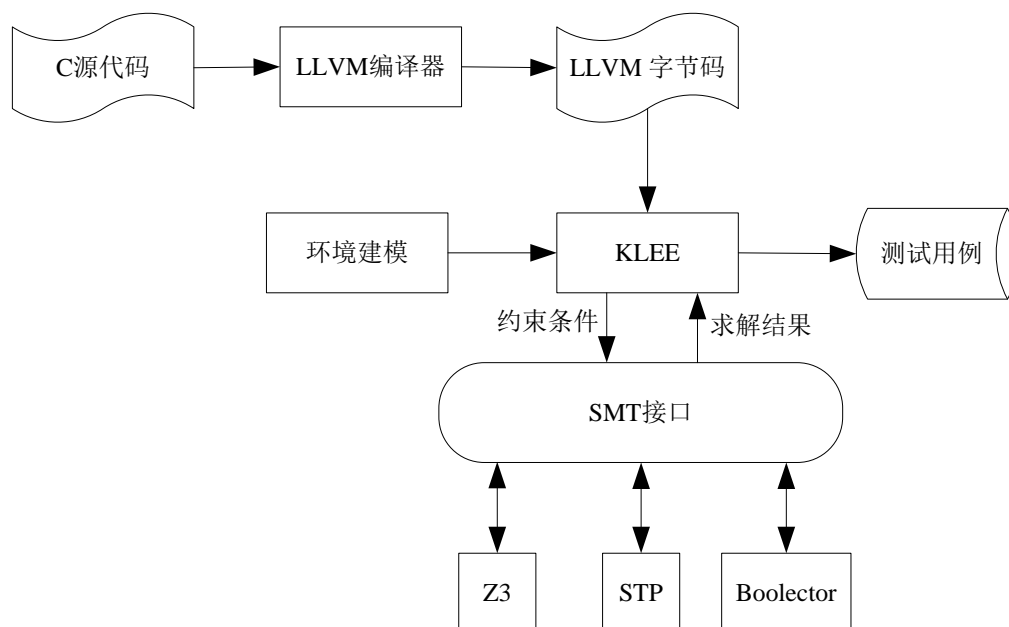 C源代码
LLVM编译器
LLVM 字节码
环境建模
KLEE
测试用例
约束条件
求解结果
SMT接口
Z3
STP
Boolector